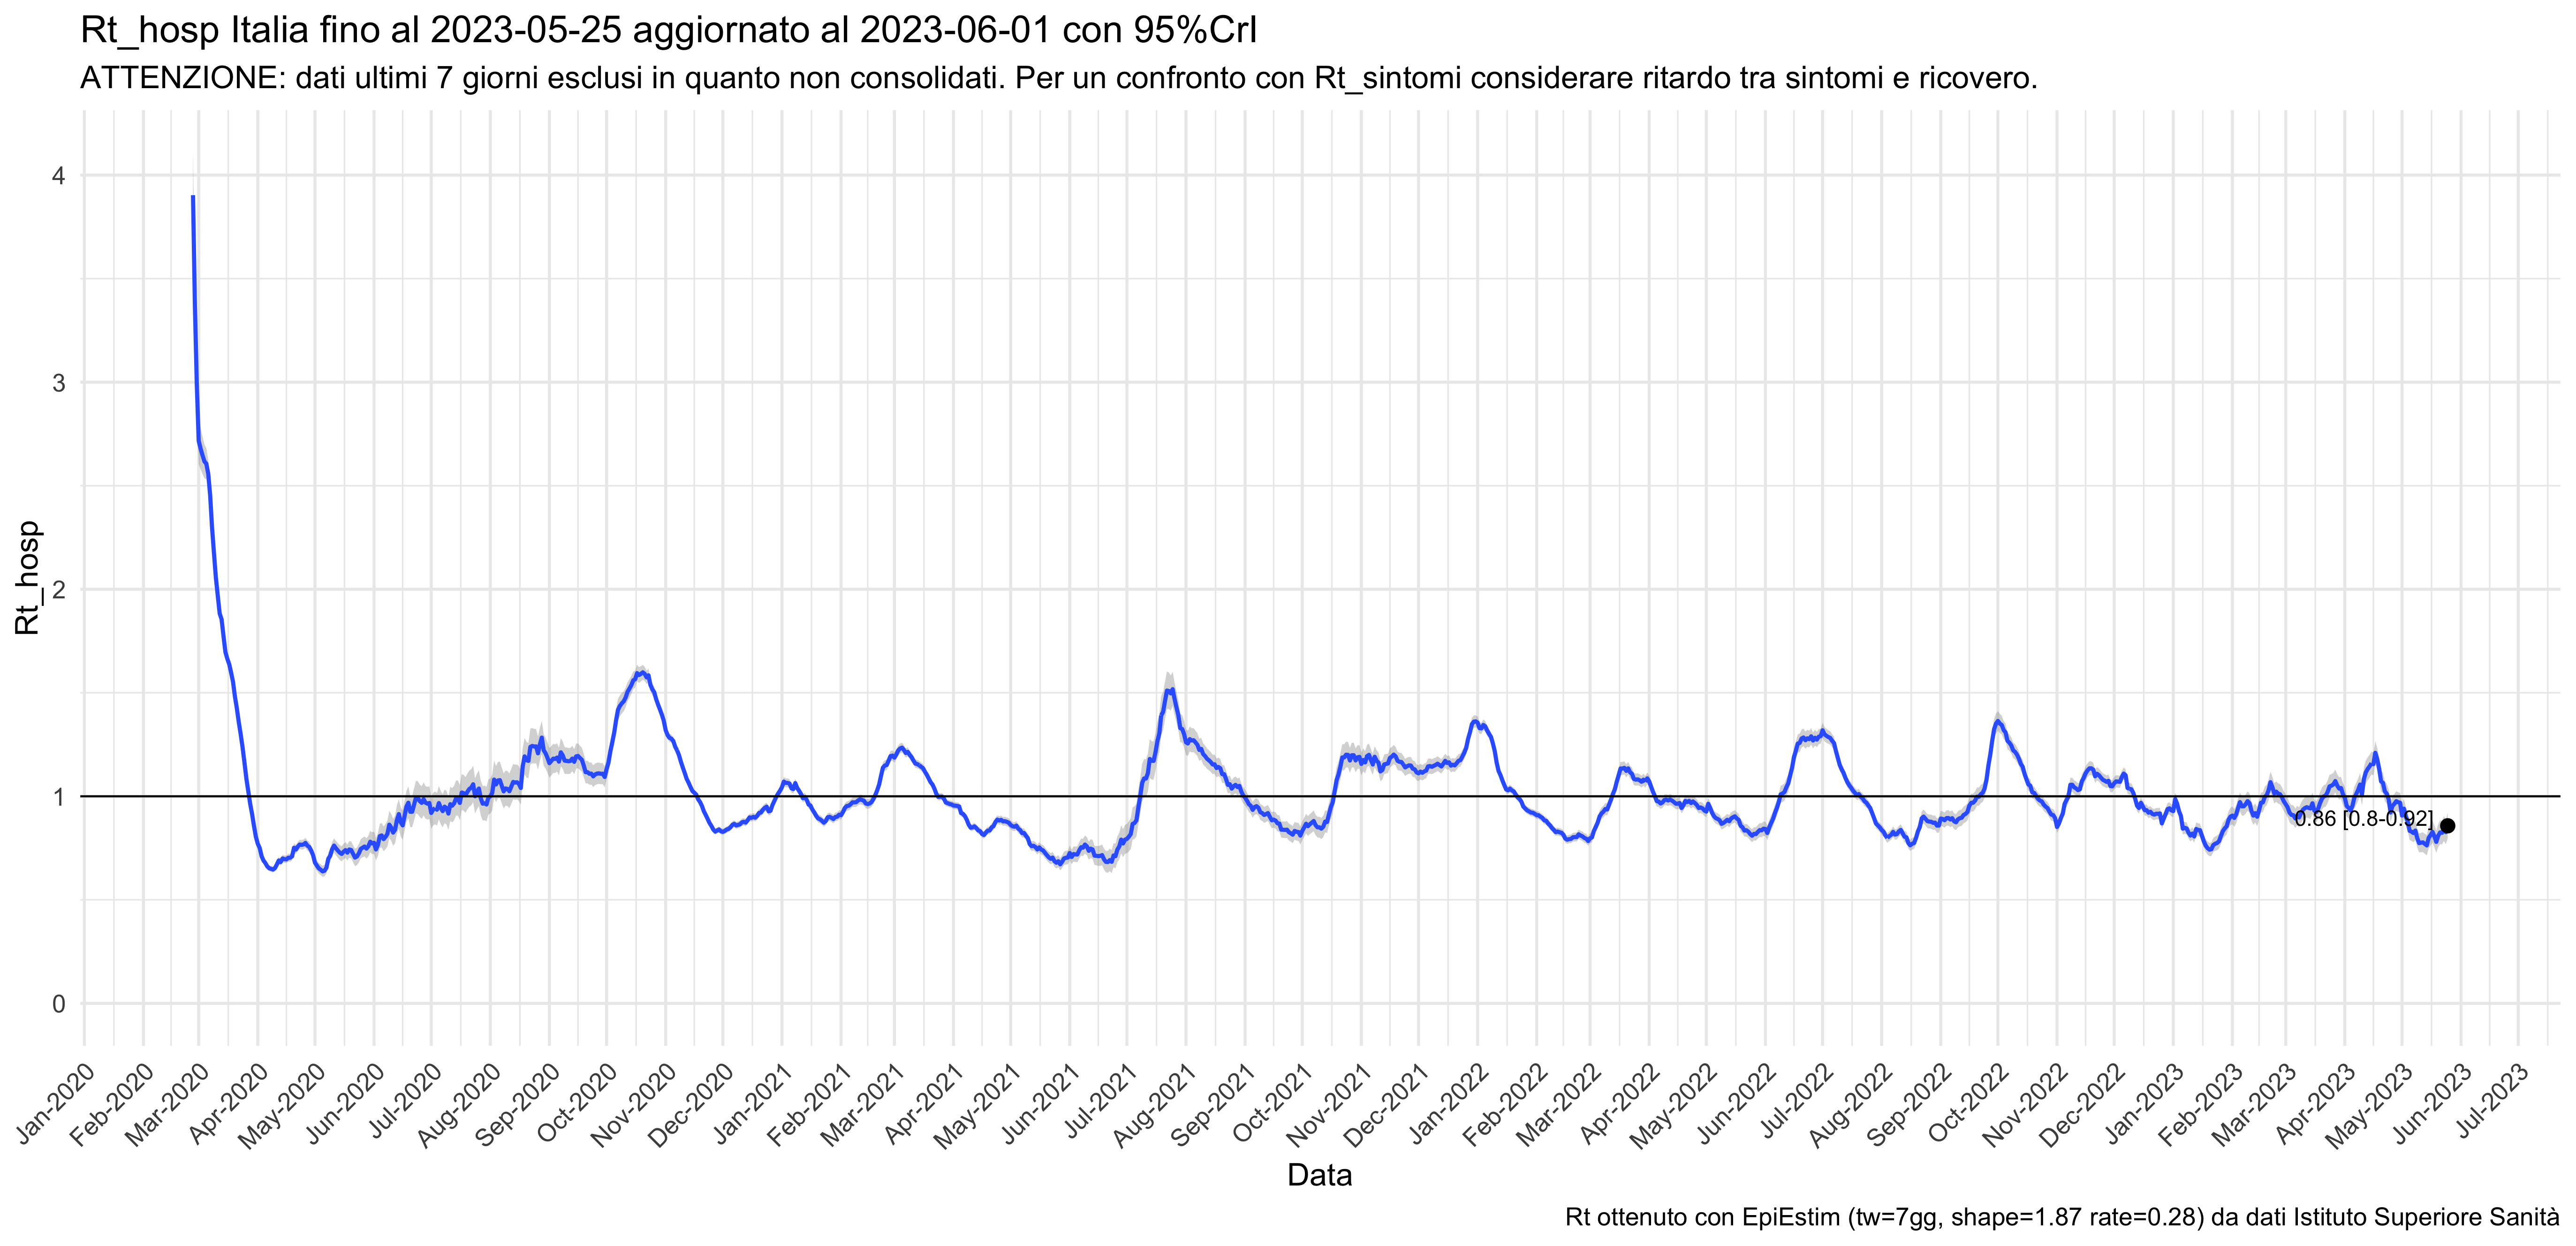 Rt_hosp Italia fino al 2023-05-25 aggiornato al 2023-06-01 con 95%CrI
ATTENZIONE: dati ultimi 7 giorni esclusi in quanto non consolidati. Per un confronto con Rt_sintomi considerare ritardo tra sintomi e ricovero.
Rt_hosp
4
3
2
1
0
0.86 [0.8-0.92]
Jan-2020
Feb-2020
Mar-2020
Apr-2020
May-2020
Jun-2020
Jul-2020
Aug-2020
Sep-2020
Oct-2020
Nov-2020
Dec-2020
Jan-2021
Feb-2021
Mar-2021
Apr-2021
May-2021
Jun-2021
Jul-2021
Aug-2021
Sep-2021
Oct-2021
Nov-2021
Dec-2021
Jan-2022
Feb-2022
Mar-2022
Apr-2022
May-2022
Jun-2022
Jul-2022
Aug-2022
Sep-2022
Oct-2022
Nov-2022
Dec-2022
Jan-2023
Feb-2023
Mar-2023
Apr-2023
May-2023
Jun-2023
Jul-2023
Data
Rt ottenuto con EpiEstim (tw=7gg, shape=1.87 rate=0.28) da dati Istituto Superiore Sanità